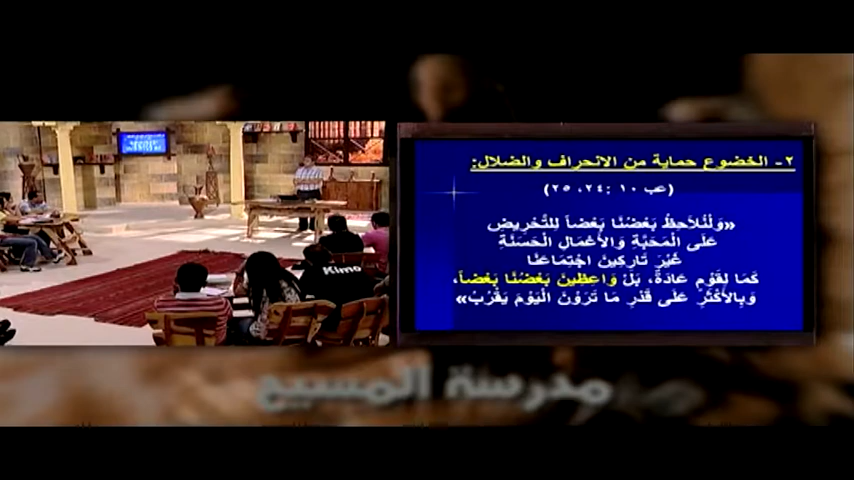 ٢- الخضوع حماية من الانحراف والضلال:
(عب ١٠ :٢٤، ٢٥)
«وَلْنُلاَحِظْ بَعْضُنَا بَعْضاً لِلتَّحْرِيضِ
عَلَى الْمَحَبَّةِ وَالأَعْمَالِ الْحَسَنَةِ
غَيْرَ تَارِكِينَ اجْتِمَاعَنَا
كَمَا لِقَوْمٍ عَادَةٌ، بَلْ وَاعِظِينَ بَعْضُنَا بَعْضاً،
وَبِالأَكْثَرِ عَلَى قَدْرِ مَا تَرَوْنَ الْيَوْمَ يَقْرُبُ»
Kimo
مدرسة المسيح